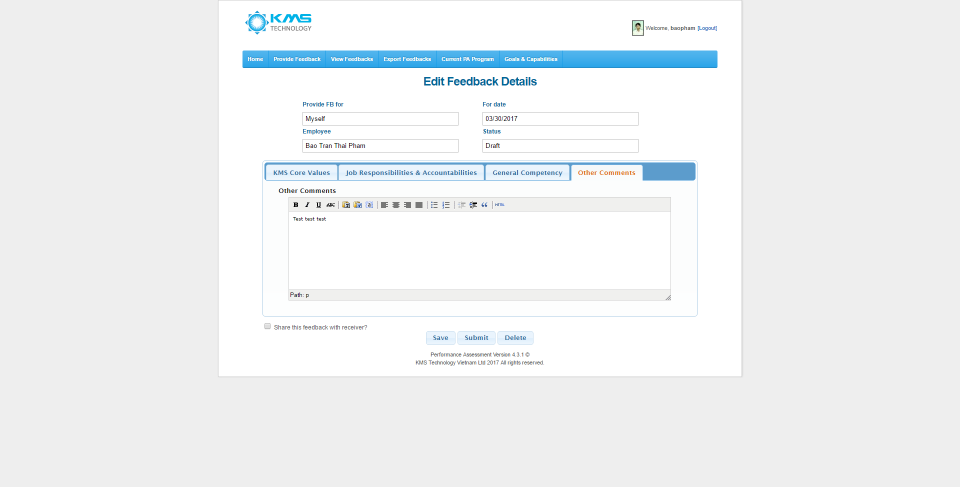 KMS
TECHNOLOGY
Welcome, baopham [Logout]
Home Provide Feedback View Feedbacks Export Feedbacks Current PA Program Goals & Capabilities
Edit Feedback Details
Provide FB for For date
Myself 03/30/2017
Employee Status
Bao Tran Thai Pham Draft
KMS Core Values Job Responsibilities & Accountabilities General Competency Other Comments
Other Comments
B I U ABC HTML
Test test test
Path: p
Share this feedback with receiver?
Save Submit Delete
Performance Assessment Version 4.3.1 ©
KMS Technology Vietnam Ltd 2017 All rights reserved.